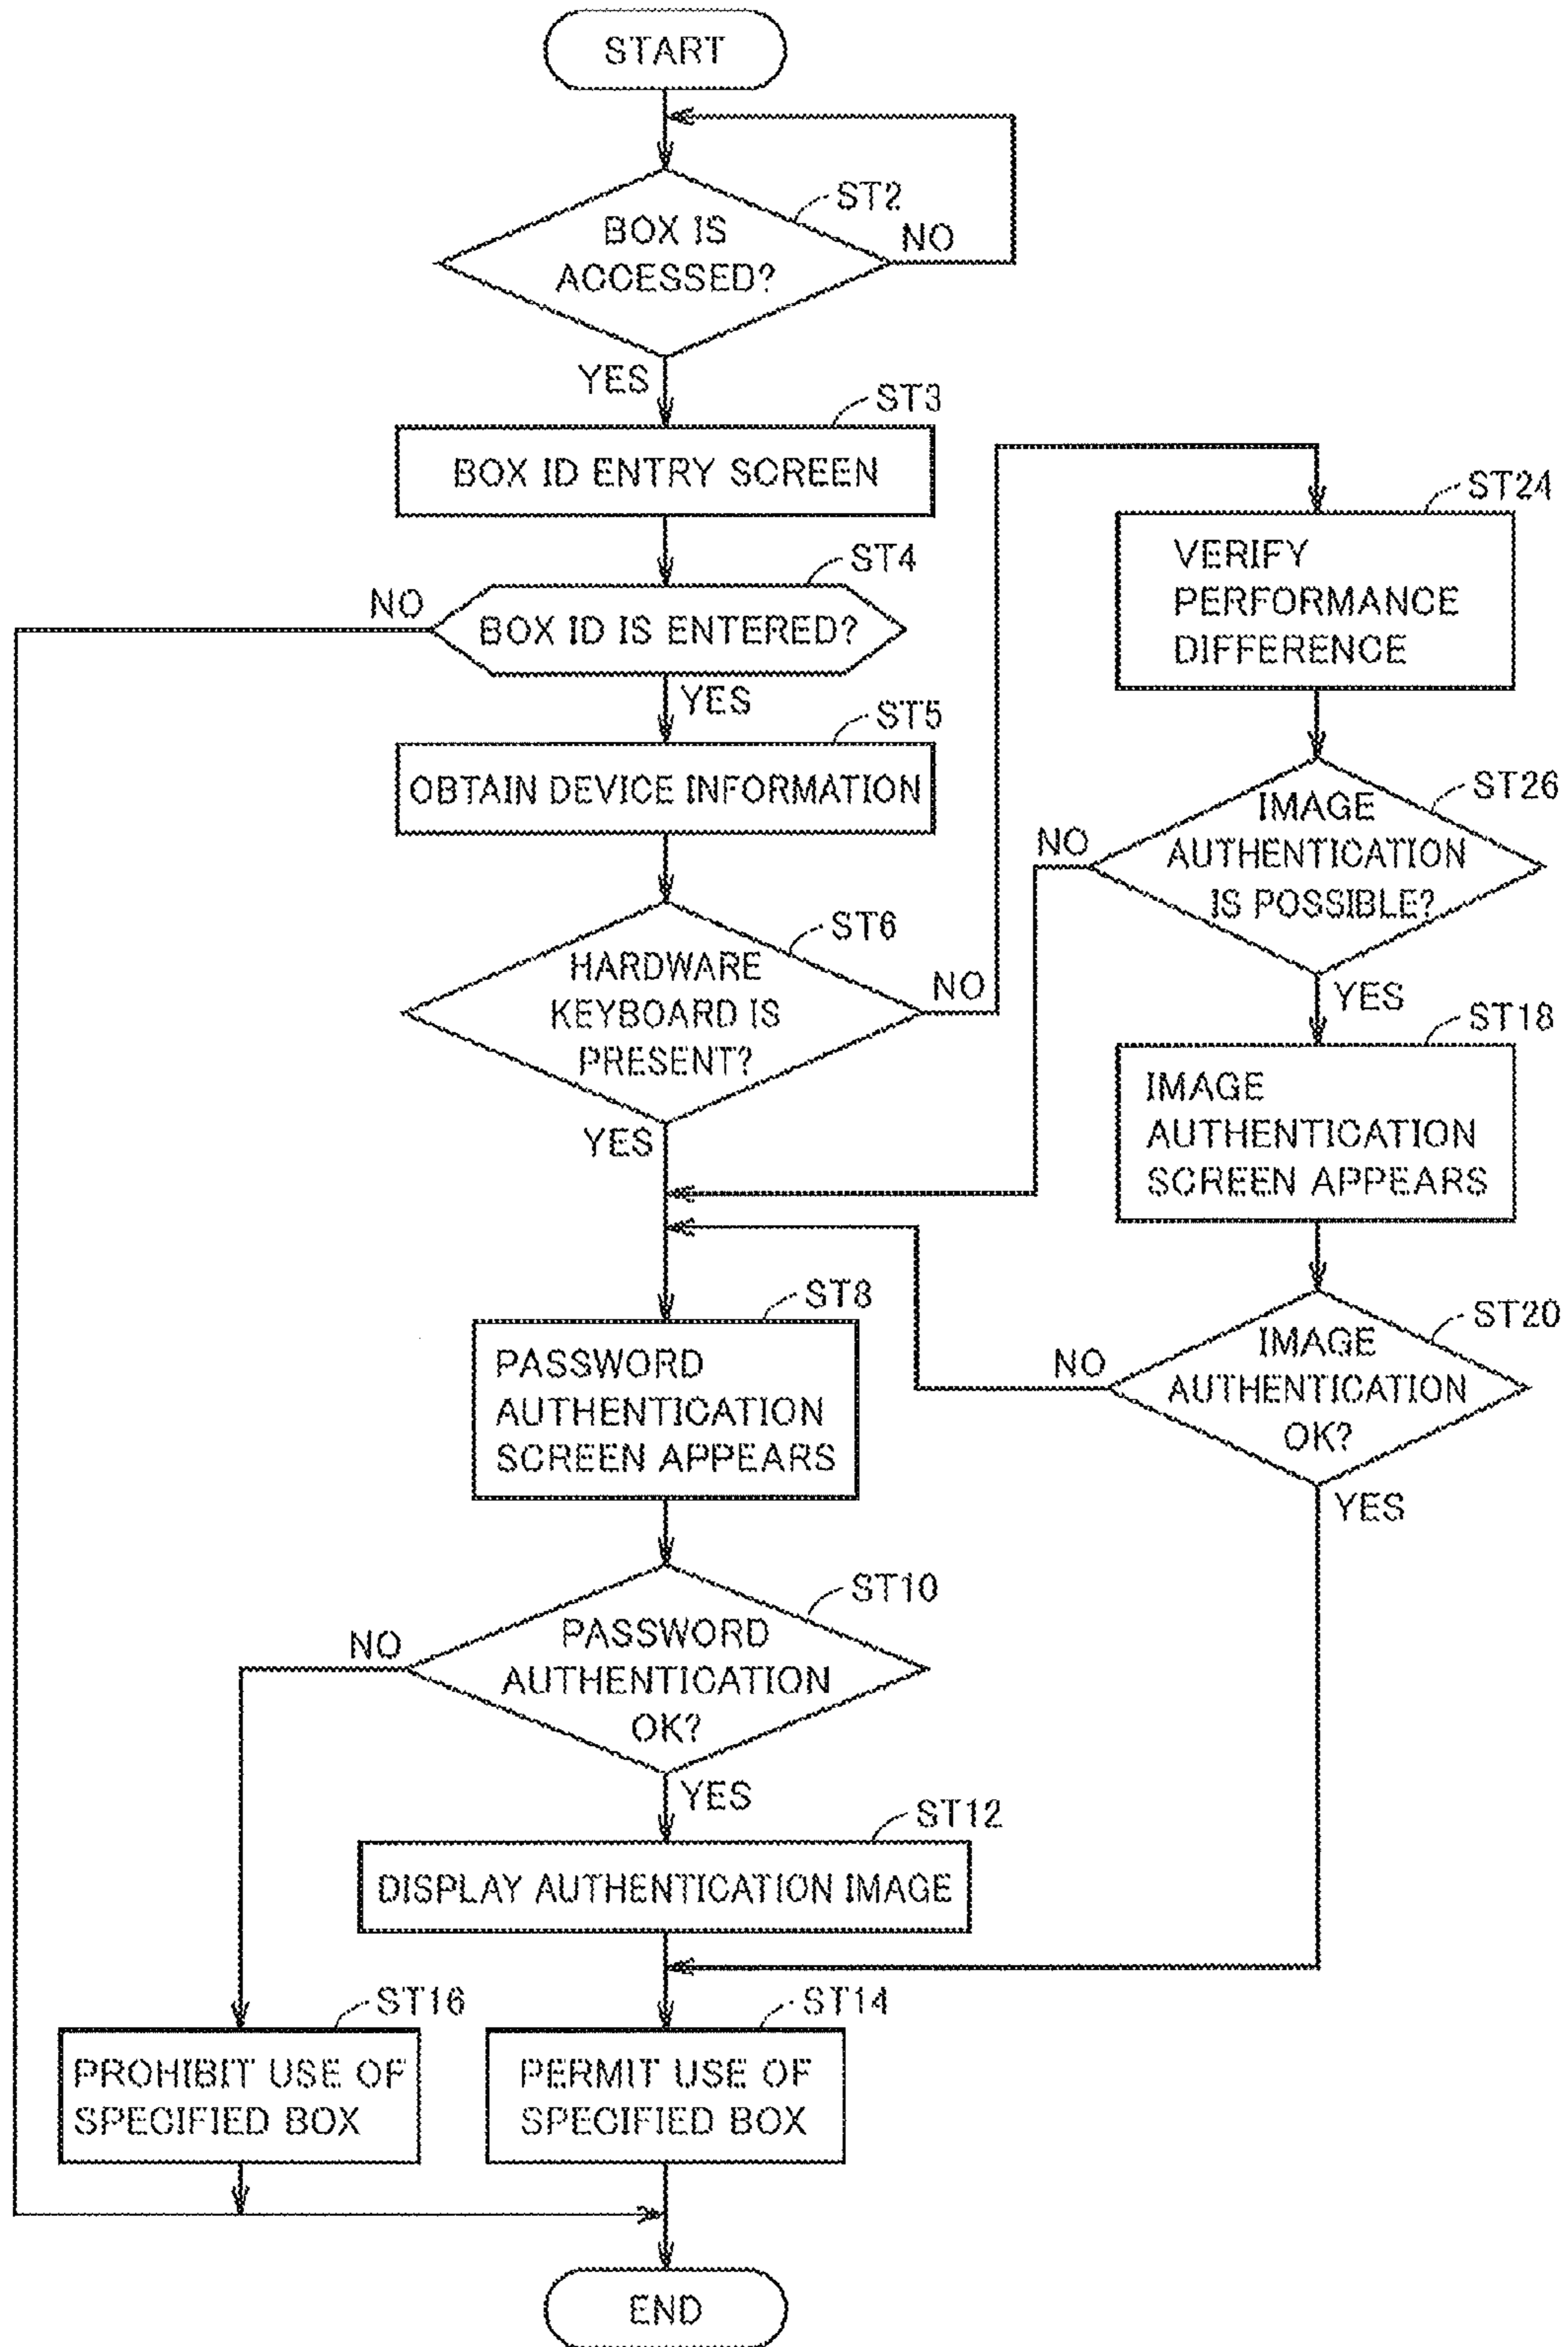 START
ST2
BOX IS
ACCESSED?
NO
YES
ST3
BOX ID ENTRY SCREEN
ST4
NO
BOX ID IS ENTERED?
YES
ST5
OBTAIN DEVICE INFORMATION
ST6
HARDWARE
KEYBOARD IS
PRESENT?
NO
YES
ST24
VERIFY
PERFORMANCE
DIFFERENCE
ST26
IMAGE
AUTHENTICATION
IS POSSIBLE?
NO
YES
ST18
IMAGE
AUTHENTICATION
SCREEN APPEARS
ST20
IMAGE
AUTHENTICATION
OK?
NO
YES
ST8
PASSWORD
AUTHENTICATION
SCREEN APPEARS
ST10
PASSWORD
AUTHENTICATION
OK?
NO
YES
ST12
DISPLAY AUTHENTICATION IMAGE
ST16
PROHIBIT USE OF
SPECIFIED BOX
ST14
PERMIT USE OF
SPECIFIED BOX
END